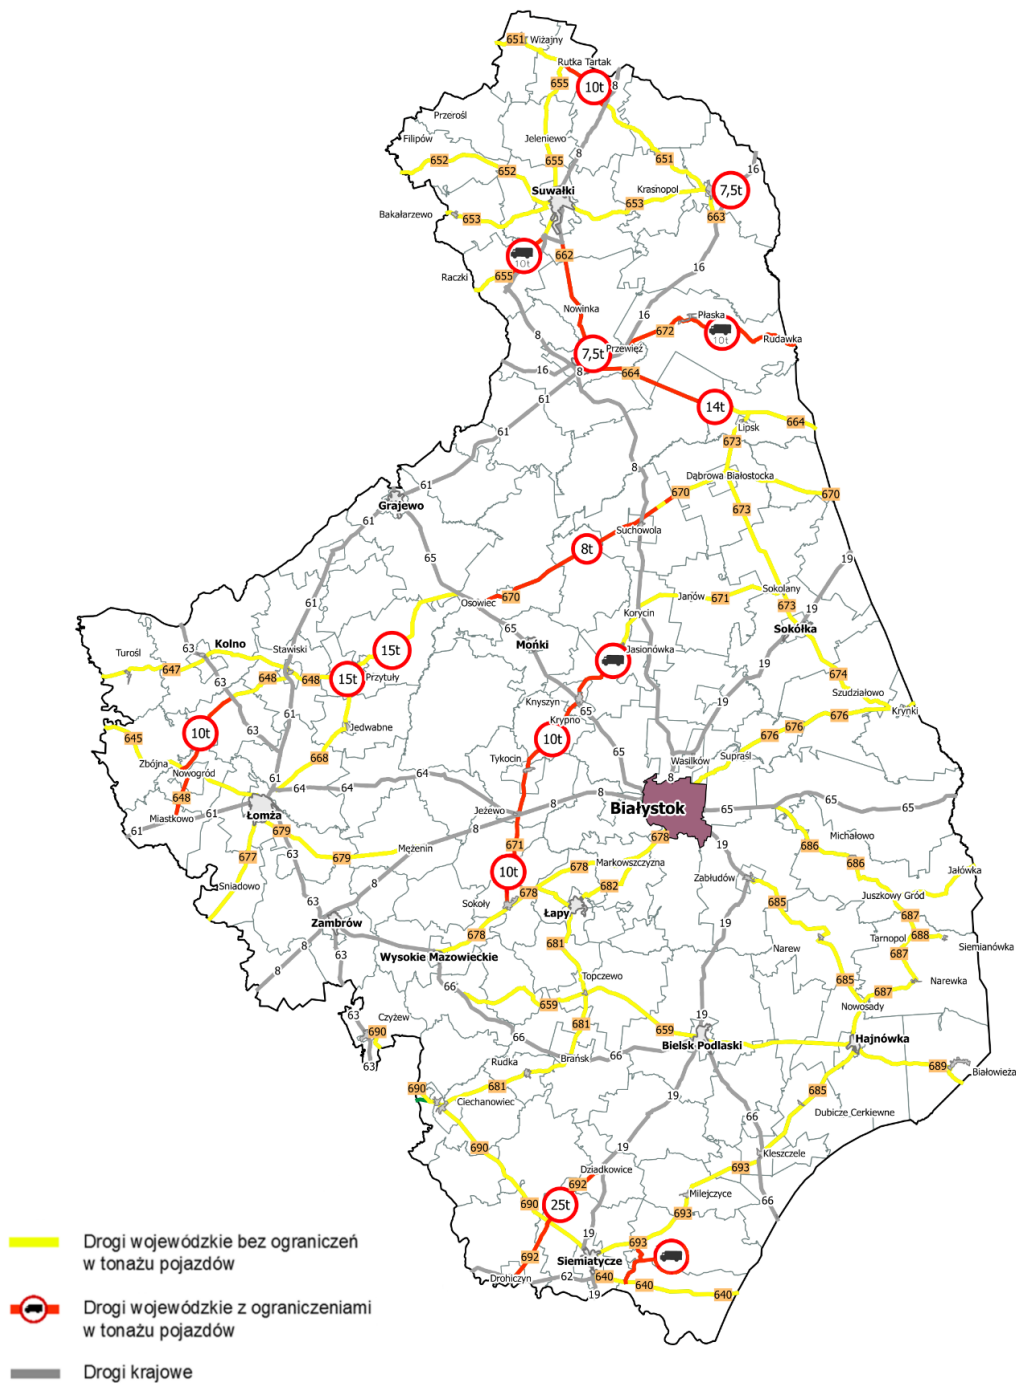 651 Wiżajny
Rutka Tartak
10t 8
655
Przerośl
Filipów
Jeleniewo
8
651
16
652
652
655
Suwałki
Krasnopol
7,5t
653
Bakałarzewo
653
663
10t
662
Raczki
655
16
Nowinka
16
Płaska
672
10t
Rudawka
8
7,5t
Przewięź
16
8
664
61
14t
664
Lipsk
61
673
8
Dąbrowa Białostocka
61
670
670
Grajewo
673
61
Suchowola
65
8t
19
Osowiec
670
Janów
671
Sokolany
61
Korycin
673
19
65
Sokółka
Mońki
Kolno
63
Turośl
Stawiski
15t
Jasionówka
19
647
648
648
15t
Przytuły
674
63
Knyszyn
Szudziałowo
61
65
676
Krynki
10t
Jedwabne
Krypno
10t
676
645
63
676
668
65
Supraśl
Zbójna
Tykocin
Wasilków
Nowogród
61
64
8
648
64
64
8
8
Białystok
Miastkowo
61
Łomża
Jeżewo
65
65
65
61
679
8
678
Michałowo
63
671
19
686
677
679
Mężenin
Markowszczyzna
686
Sniadowo
10t
678
682
Zabłudów
Jałówka
8
678
Juszkowy Gród
63
Sokoły
685
687
Zambrów
Łapy
19
Tarnopol
688
678
8
63
681
Narew
687
Siemianówka
Wysokie Mazowieckie
Topczewo
685
687
Narewka
66
659
Nowosady
63
Czyżew
681
19
690
66
659
Hajnówka
63
Brańsk
66
Bielsk Podlaski
Rudka
689
Białowieża
690
681
685
Ciechanowiec
19
66
Dubicze Cerkiewne
690
19
Kleszczele
693
Dziadkowice
692
Milejczyce
66
690
25t
693
19
693
692
Siemiatycze
Drohiczyn
62
640
640
19
640
Drogi wojewódzkie bez ograniczeń
w tonażu pojazdów
Drogi wojewódzkie z ograniczeniami
w tonażu pojazdów
Drogi krajowe